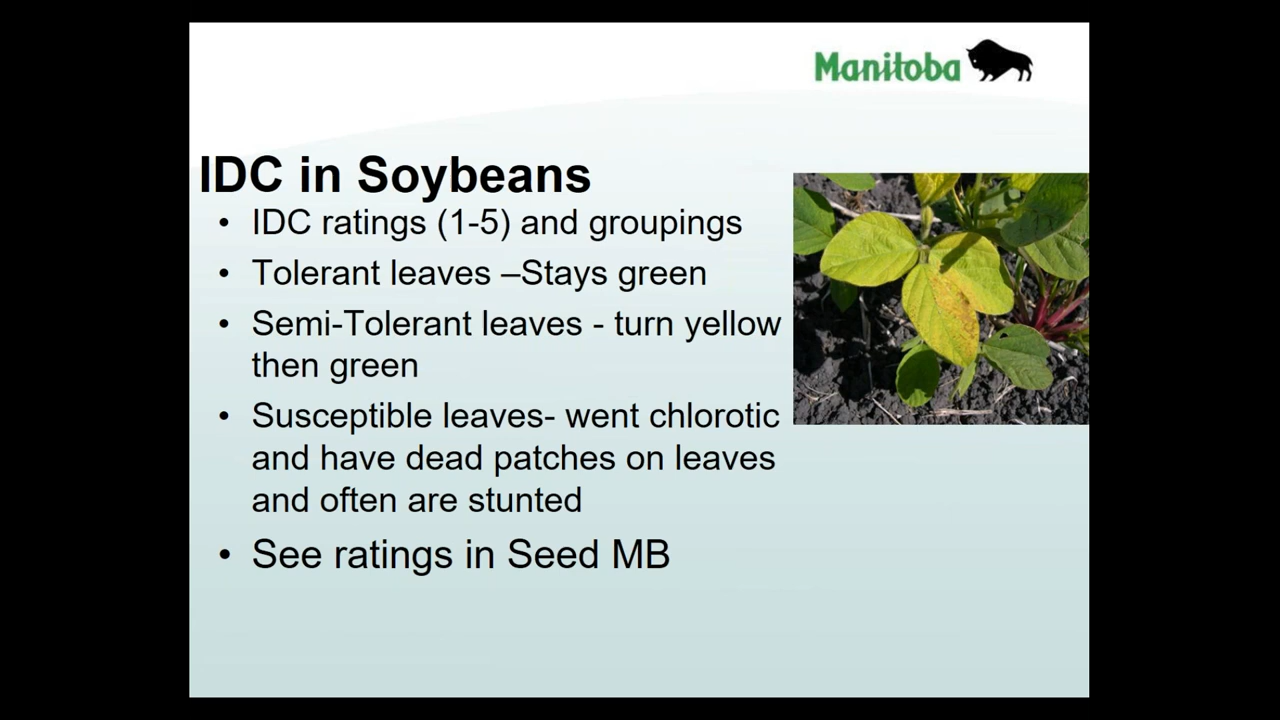 Manitoba
IDC in Soybeans
• IDC ratings (1-5) and groupings
• Tolerant leaves –Stays green
• Semi-Tolerant leaves - turn yellow
then green
• Susceptible leaves- went chlorotic
and have dead patches on leaves
and often are stunted
• See ratings in Seed MB